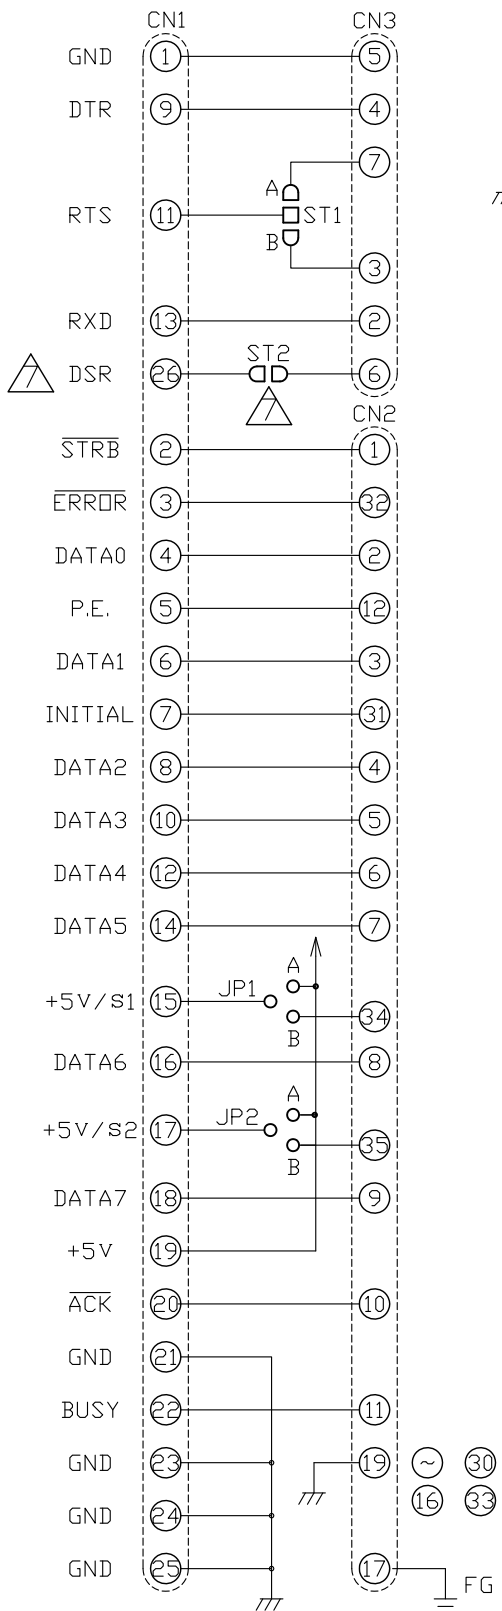 CN1 CN3
GND 1 5
DTR 9 4
7
A
RTS 11 ST1
B
3
RXD 13 2
ST2
7 DSR 26 6
7
CN2
STRB 2 1
ERROR 3 32
DATA0 4 2
P.E. 5 12
DATA1 6 3
INITIAL 7 31
DATA2 8 4
DATA3 10 5
DATA4 12 6
DATA5 14 7
A
+5V/S1 15 JP1
B 34
DATA6 16 8
A
+5V/S2 17 JP2
B 35
DATA7 18 9
+5V 19
ACK 20 10
GND 21
BUSY 22 11
GND 23 19 ~ 30
16 33
GND 24
GND 25 17
FG